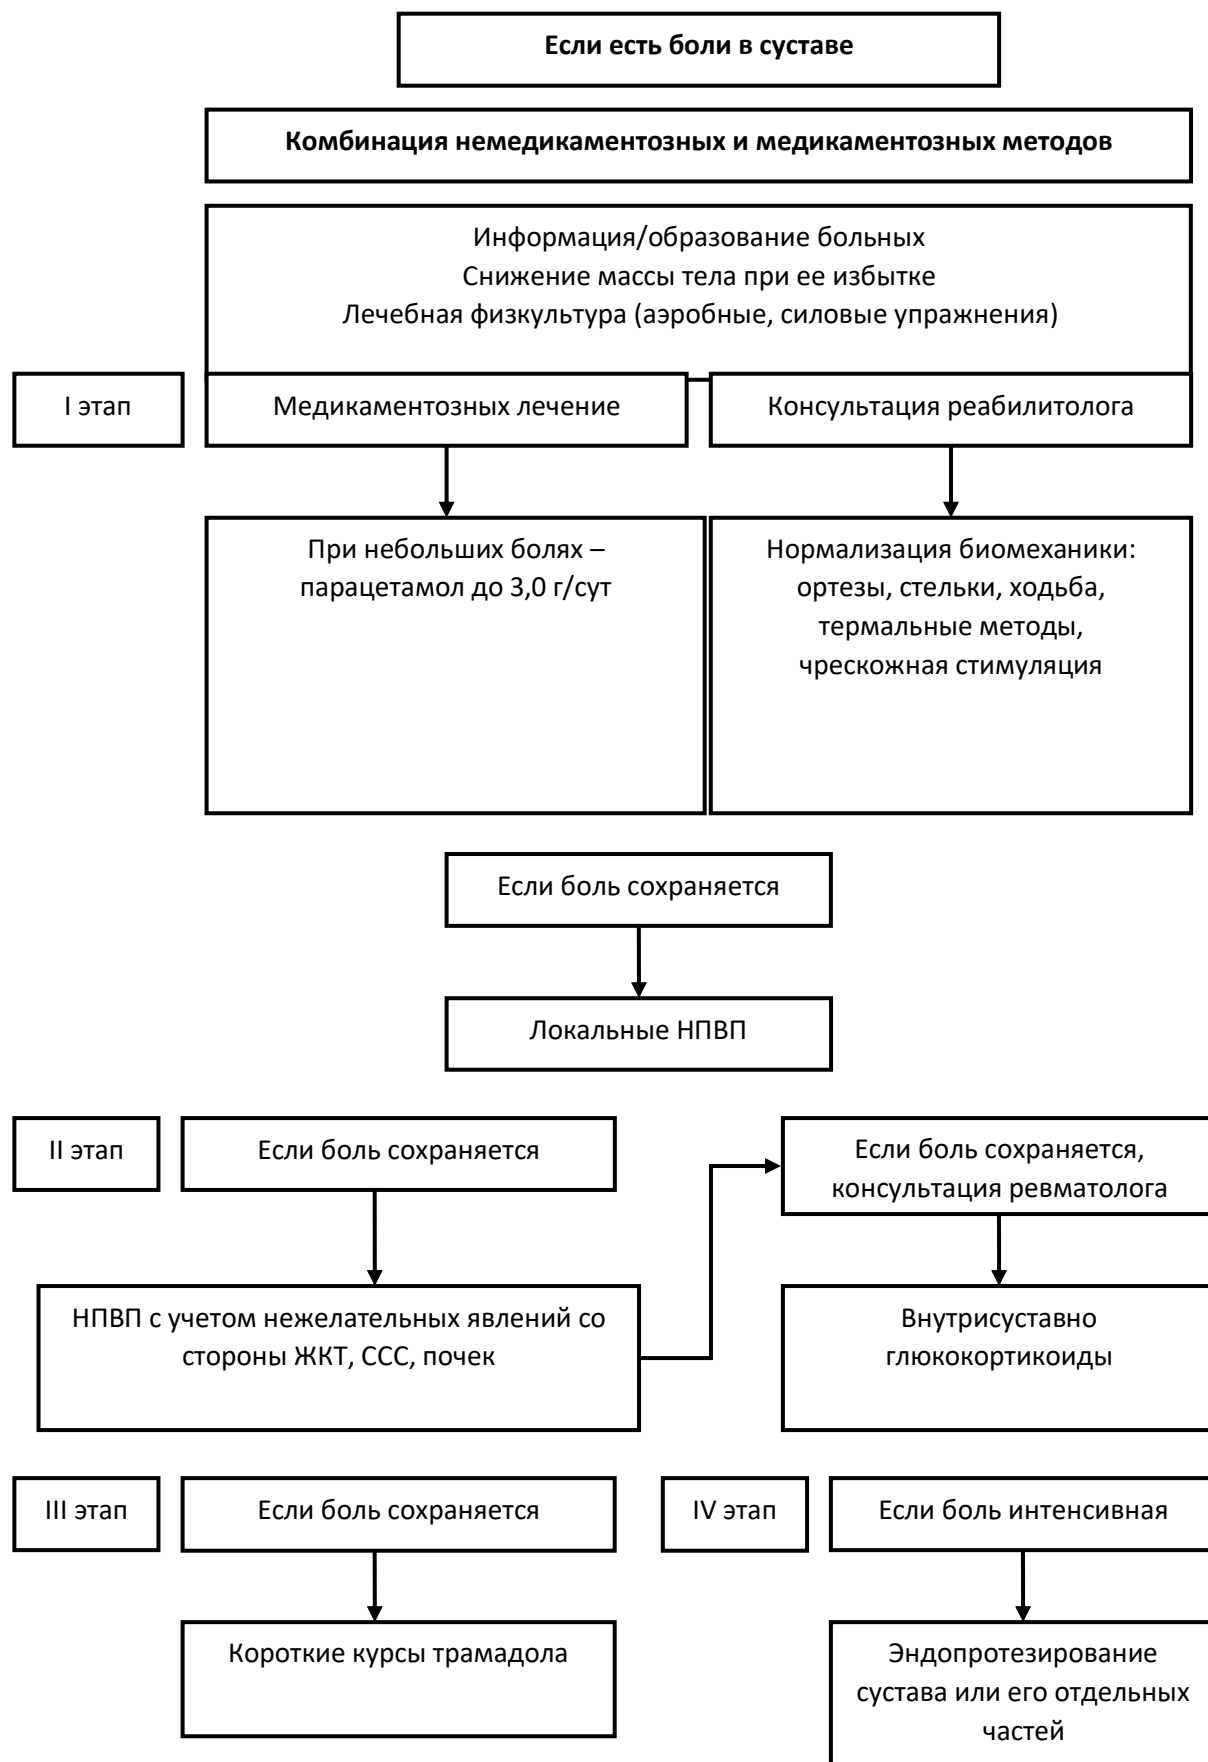 Если есть боли в суставе
Комбинация немедикаментозных и медикаментозных методов
Информация/образование больных
Снижение массы тела при ее избытке
Лечебная физкультура (аэробные, силовые упражнения)
I этап
Медикаментозных лечение
Консультация реабилитолога
При небольших болях –
парацетамол до 3,0 г/сут
Нормализация биомеханики:
ортезы, стельки, ходьба,
термальные методы,
чрескожная стимуляция
Если боль сохраняется
Локальные НПВП
II этап
Если боль сохраняется
Если боль сохраняется,
консультация ревматолога
НПВП с учетом нежелательных явлений со
стороны ЖКТ, ССС, почек
Внутрисуставно
глюкокортикоиды
III этап
Если боль сохраняется
IV этап
Если боль интенсивная
Короткие курсы трамадола
Эндопротезирование
сустава или его отдельных
частей